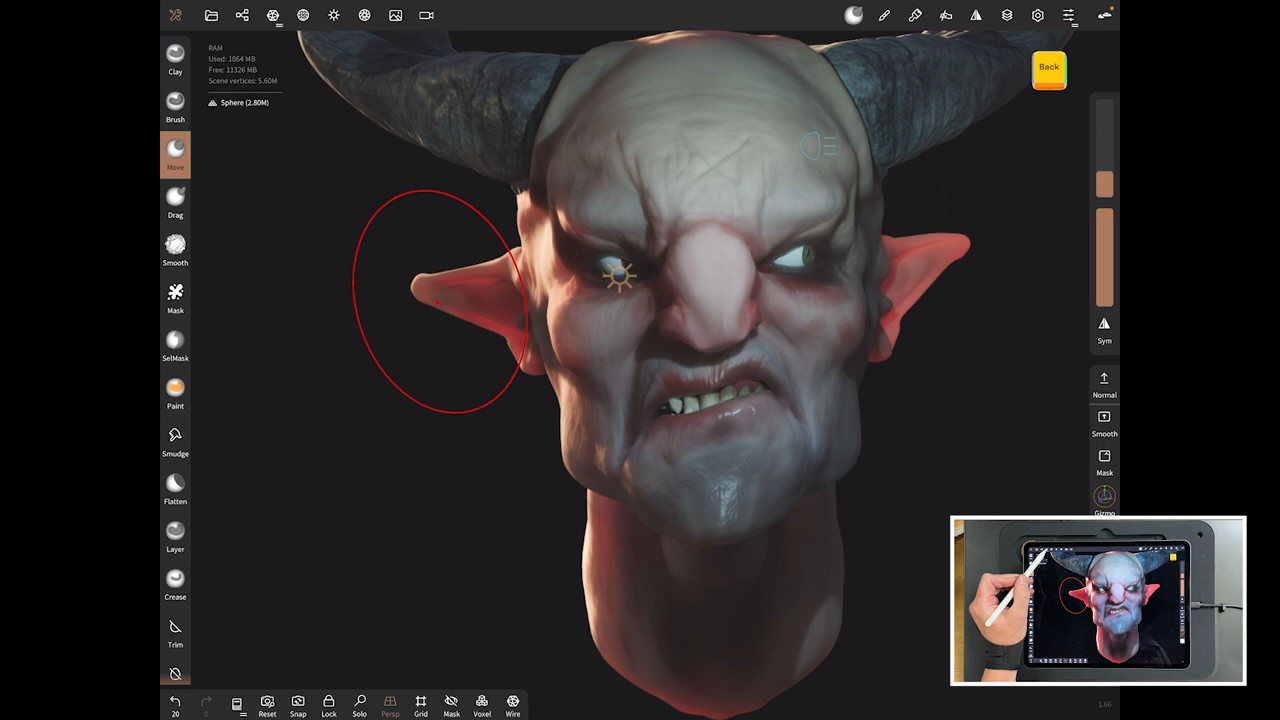 RAM
Used: 1064 MB
Free: 11326 MB
Scene vertices: 5.60M
Sphere (2.80M)
Back
Clay
Brush
Move
Drag
Smooth
Mask
SelMask
Paint
Smudge
Flatten
Layer
Crease
Trim
Sym
Normal
Smooth
Mask
Gizmo
20
0
Reset
Snap
Lock
Solo
Persp
Grid
Mask
Voxel
Wire
1.66